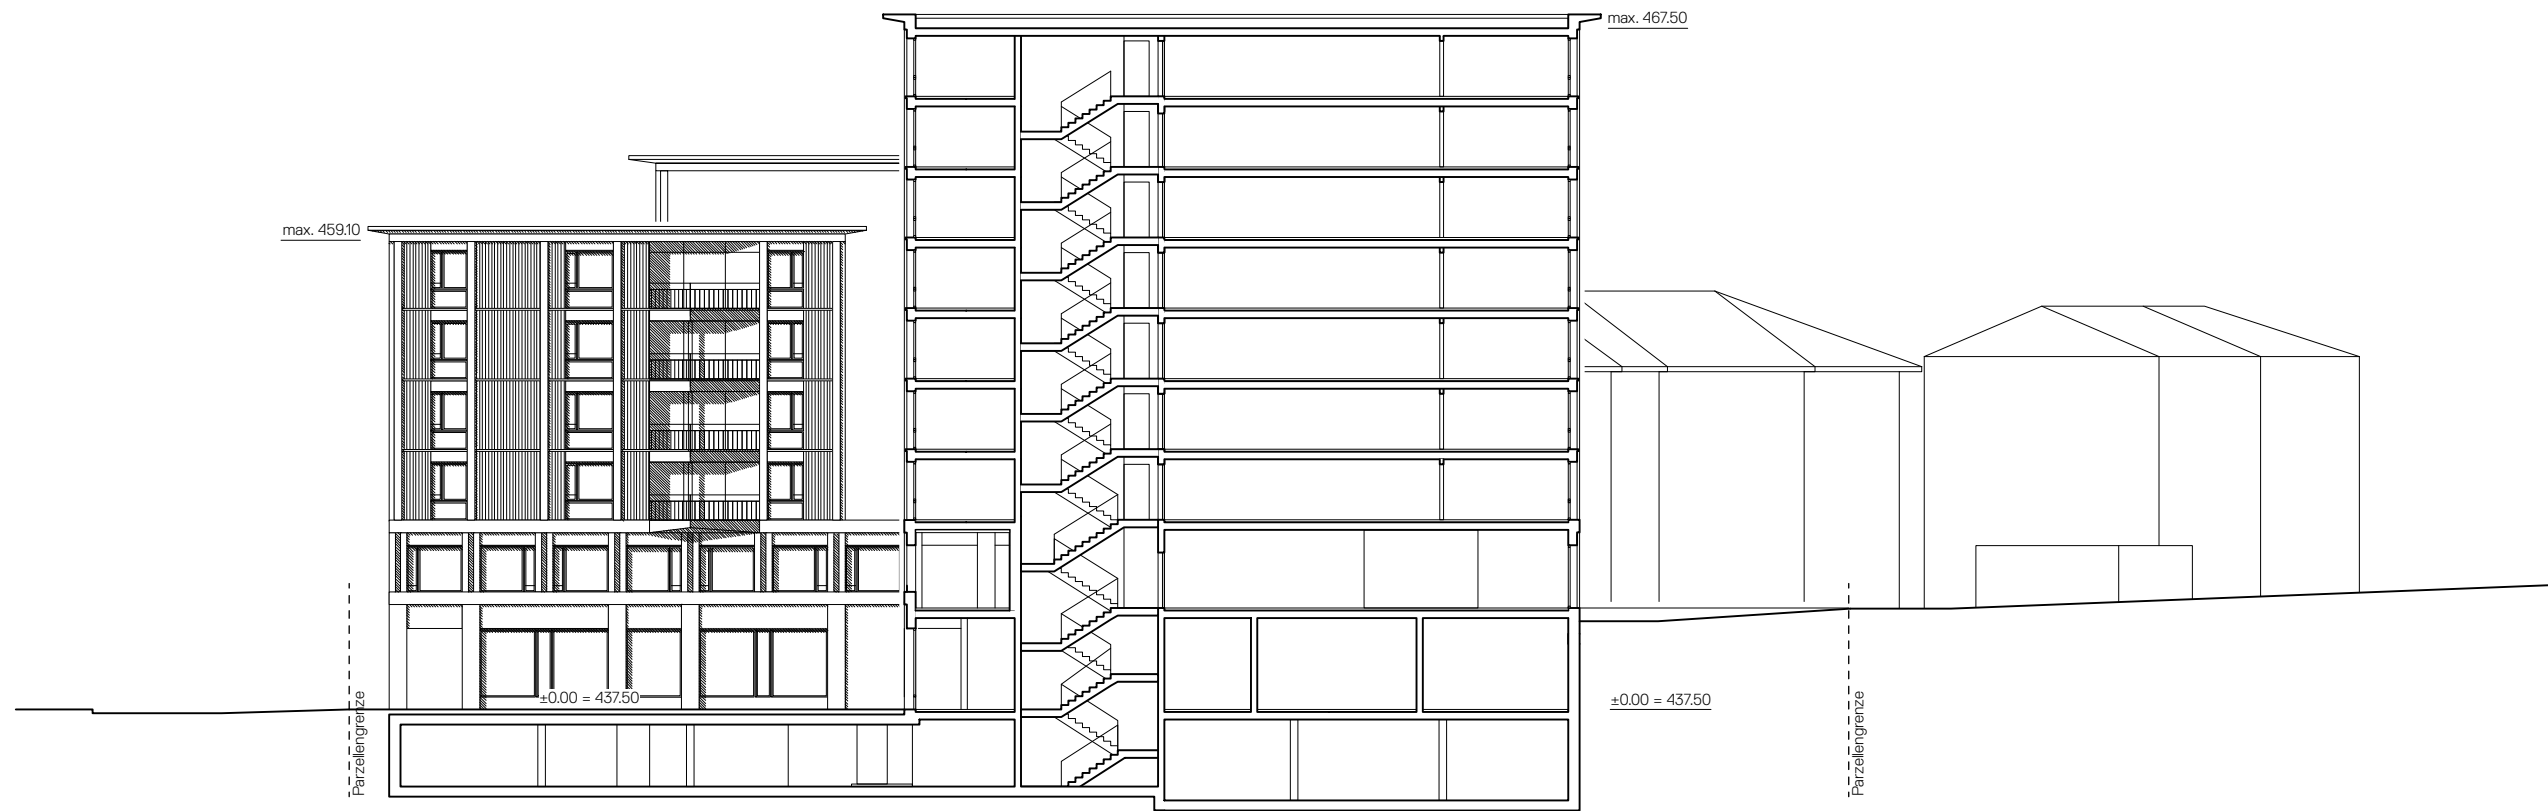 max. 467.50
max. 459.10
±0.00 = 437.50
±0.00 = 437.50
Parzellengrenze
Parzellengrenze